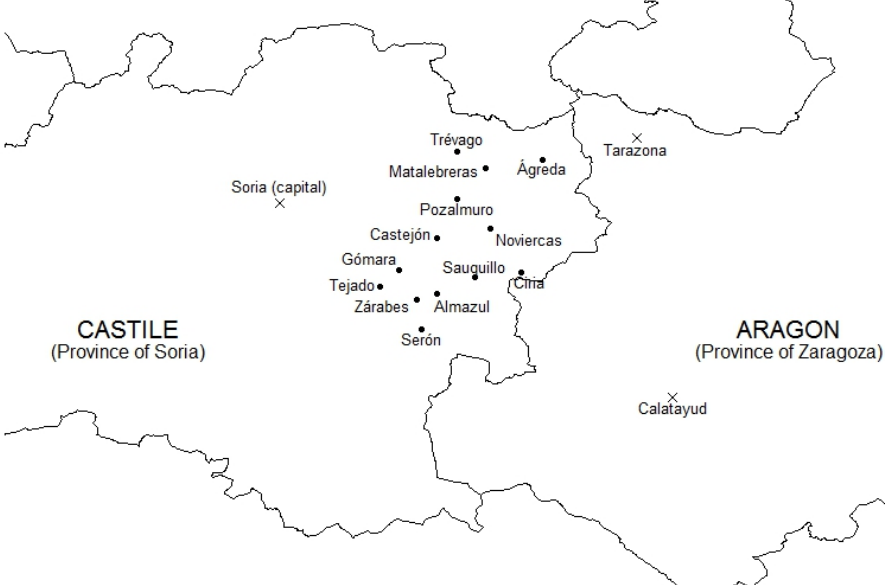 Trévago
Tarazona
Matalebreras
Ágreda
Soria (capital)
Pozalmuro
Castejón
Noviercas
Gómara
Sauquillo
Tejado
Ciria
Zárabes
Almazul
CASTILE
(Province of Soria)
ARAGON
(Province of Zaragoza)
Serón
Calatayud